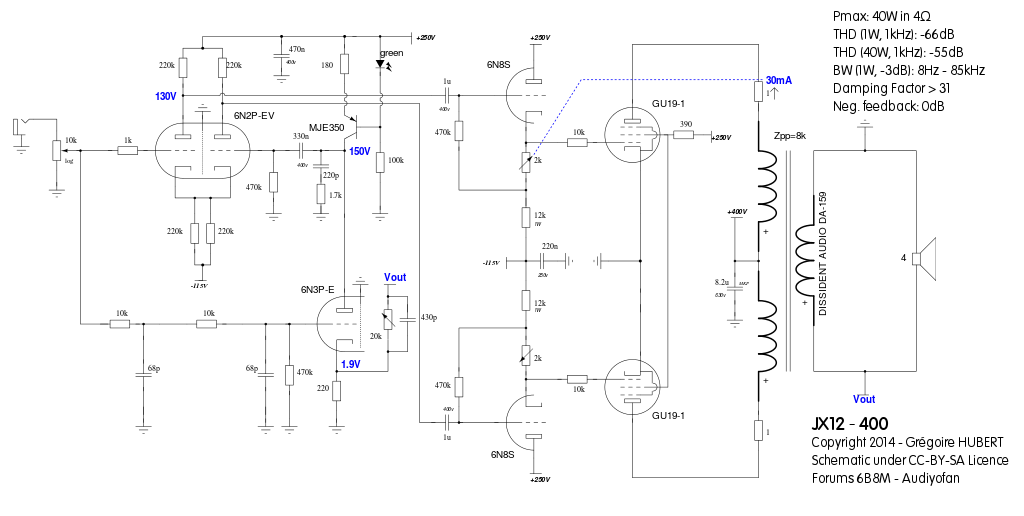 Pmax: 40W in 4Ω
THD (1W, 1kHz): -66dB
THD (40W, 1kHz): -55dB
BW (1W, -3dB): 8Hz - 85kHz
Damping Factor > 31
Neg. feedback: 0dB
+250V
470n
400v
green
220k
220k
180
130V
6N2P-EV
MJE350
10k
log
1k
330n
400v
150V
220p
470k
1.7k
100k
220k
220k
-115V
6N3P-E
Vout
10k
10k
20k
430p
68p
68p
470k
1.9V
220
+250V
6N8S
1u
400v
470k
2k
10k
GU19-1
390
+250V
30mA
1
Zpp=8k
12k
1W
-115V
220n
250v
12k
1W
+400V
8.2u
MKP
630v
+
+
+
DISSIDENT AUDIO DA-159
4
2k
470k
10k
400v
1u
6N8S
+250V
GU19-1
1
Vout
JX12 - 400
Copyright 2014 - Grégoire HUBERT
Schematic under CC-BY-SA Licence
Forums 6B8M - Audiyofan